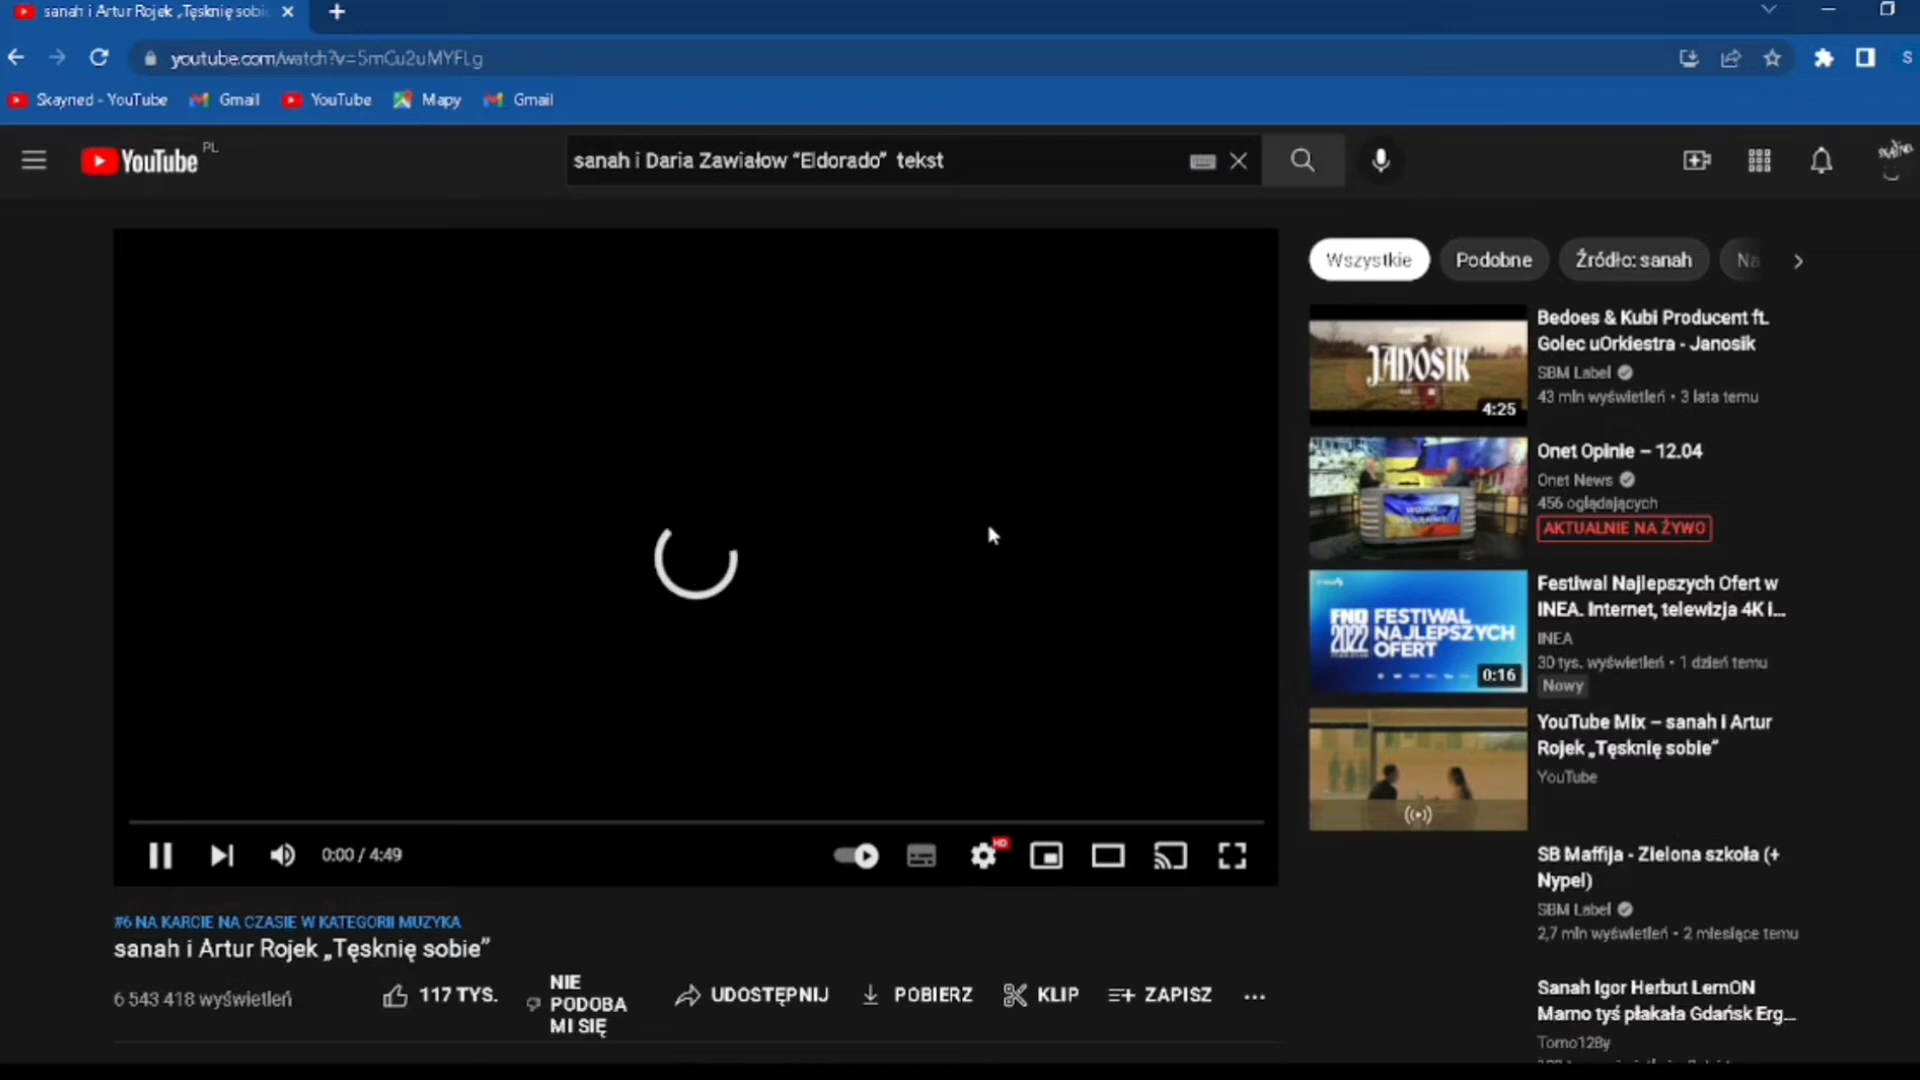 sanah i Artur Rojek „Tęsknię sobi
youtube.com/watch?v=5mCu2uMYFLg
S
Skayned - YouTube
Gmail
YouTube
Mapy
Gmail
YouTube PL
sanah i Daria Zawiałow “Eldorado” tekst
Wszystkie
Podobne
Źródło: sanah
Na
JANOSIK
4:25
Bedoes & Kubi Producent ft.
Golec uOrkiestra - Janosik
SBM Label
43 mln wyświetleń • 3 lata temu
Onet Opinie – 12.04
Onet News
456 oglądających
AKTUALNIE NA ŻYWO
FNO 2022 FESTIWAL
NAJLEPSZYCH
OFERT
0:16
Festiwal Najlepszych Ofert w
INEA. Internet, telewizja 4K i...
INEA
30 tys. wyświetleń • 1 dzień temu
Nowy
YouTube Mix – sanah i Artur
Rojek „Tęsknię sobie”
YouTube
SB Maffija - Zielona szkoła (+
Nypel)
SBM Label
2,7 mln wyświetleń • 2 miesiące temu
Sanah Igor Herbut LemON
Mamo tyś płakała Gdańsk Erg...
Tomo128y
0:00 / 4:49
HD
#6 NA KARCIE NA CZASIE W KATEGORII MUZYKA
sanah i Artur Rojek „Tęsknię sobie”
6 543 418 wyświetleń
117 TYS.
NIE
PODOBA
MI SIĘ
UDOSTĘPNIJ
POBIERZ
KLIP
ZAPISZ